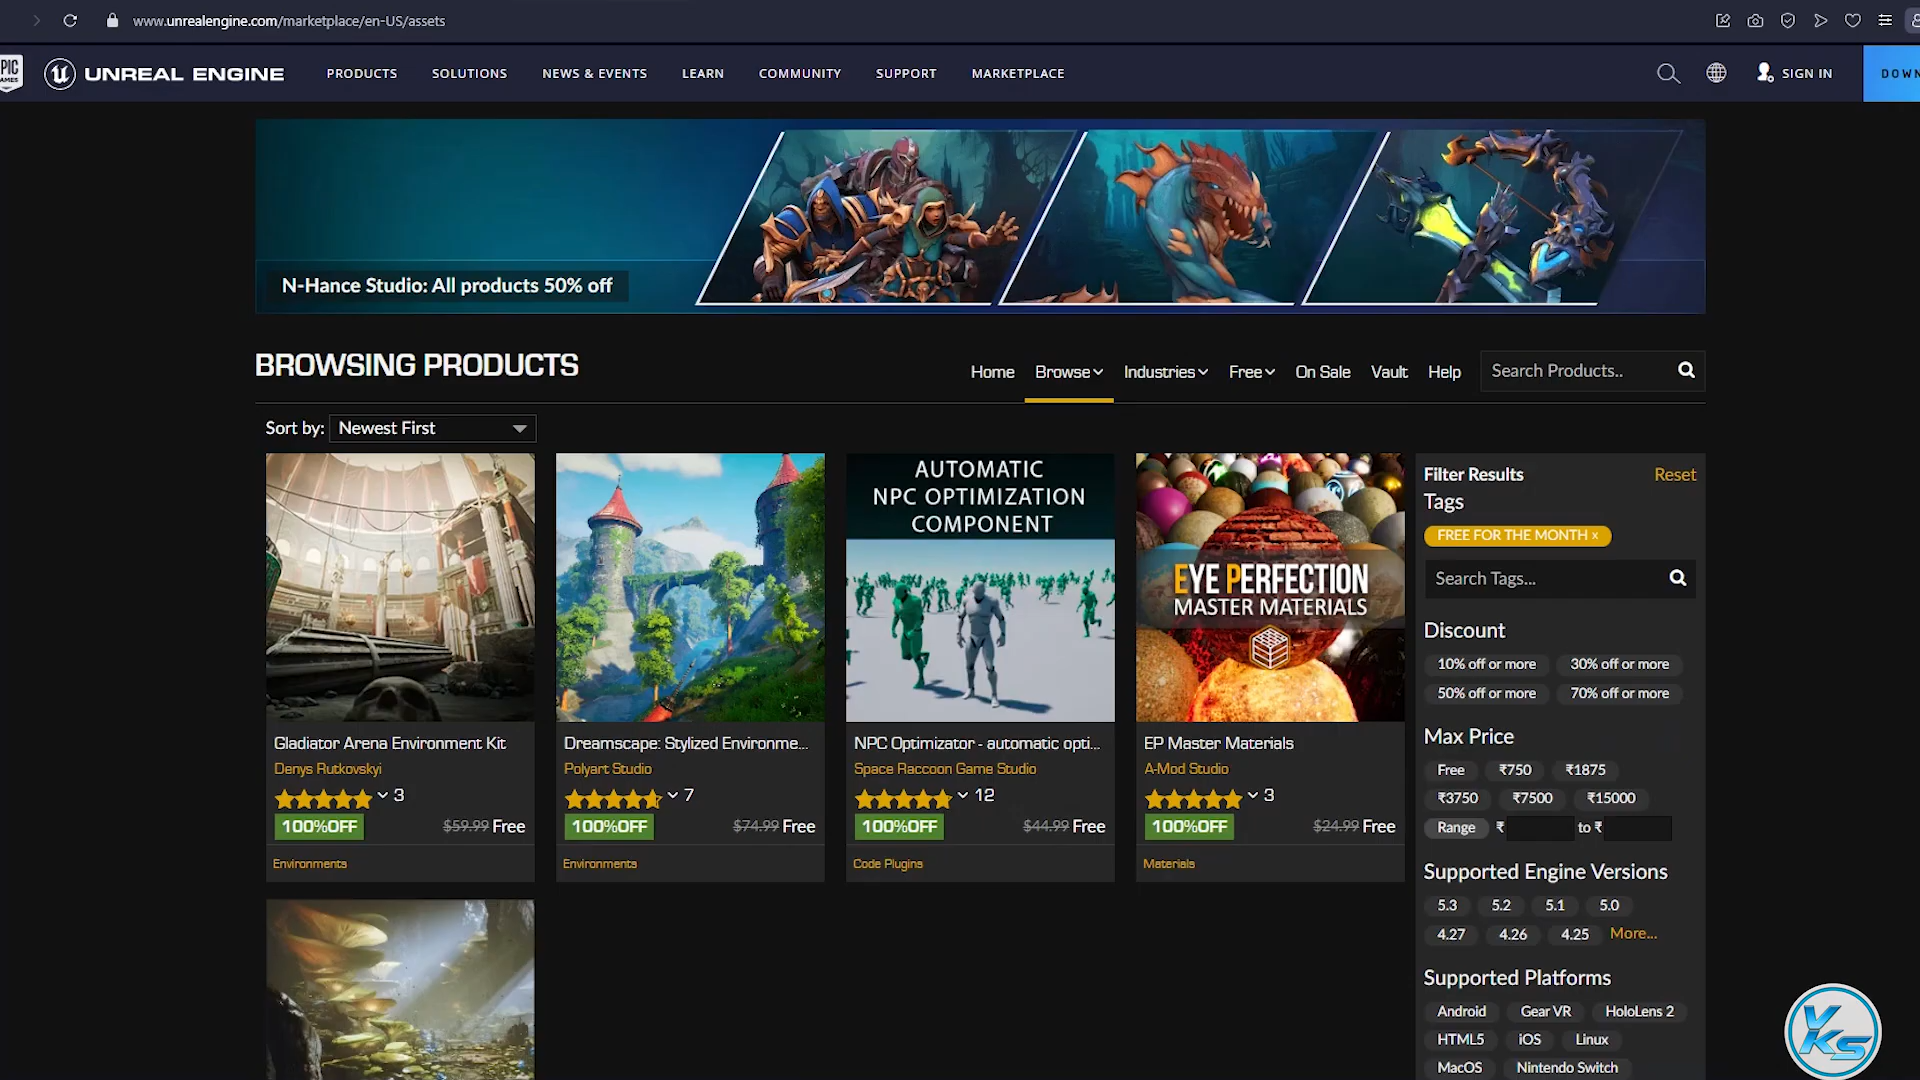 www.unrealengine.com/marketplace/en-US/assets
EPIC GAMES
UNREAL ENGINE
PRODUCTS SOLUTIONS NEWS & EVENTS LEARN COMMUNITY SUPPORT MARKETPLACE
SIGN IN
DOWN
N-Hance Studio: All products 50% off
BROWSING PRODUCTS
Home Browse Industries Free On Sale Vault Help
Search Products..
Sort by: Newest First
AUTOMATIC
NPC OPTIMIZATION
COMPONENT
EYE PERFECTION
MASTER MATERIALS
Gladiator Arena Environment Kit
Denys Rutkovskyi
3
100%OFF $59.99 Free
Environments
Dreamscape: Stylized Environme...
Polyart Studio
7
100%OFF $74.99 Free
Environments
NPC Optimizator - automatic opti...
Space Raccoon Game Studio
12
100%OFF $44.99 Free
Code Plugins
EP Master Materials
A-Mod Studio
3
100%OFF $24.99 Free
Materials
Filter Results Reset
Tags
FREE FOR THE MONTH ×
Search Tags...
Discount
10% off or more 30% off or more
50% off or more 70% off or more
Max Price
Free ₹750 ₹1875
₹3750 ₹7500 ₹15000
Range ₹ to ₹
Supported Engine Versions
5.3 5.2 5.1 5.0
4.27 4.26 4.25 More...
Supported Platforms
Android Gear VR HoloLens 2
HTML5 iOS Linux
MacOS Nintendo Switch
YKS